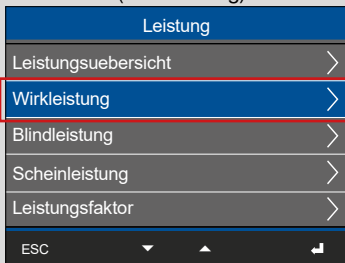 Leistung
Leistungsuebersicht
Wirkleistung
Blindleistung
Scheinleistung
Leistungsfaktor
ESC